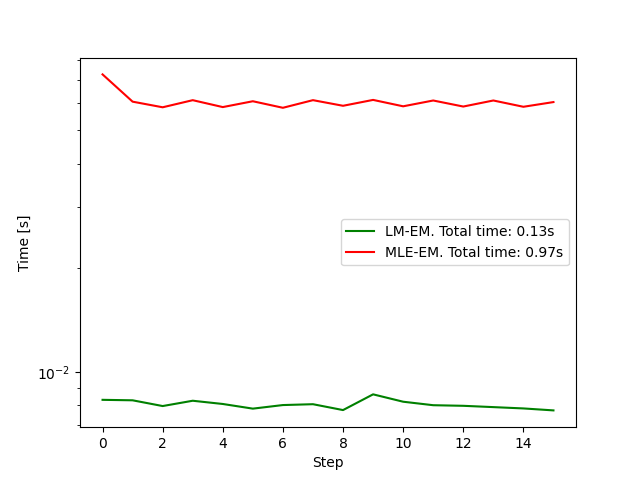 Time [s]
10⁻²
LM-EM. Total time: 0.13s
MLE-EM. Total time: 0.97s
0 2 4 6 8 10 12 14
Step